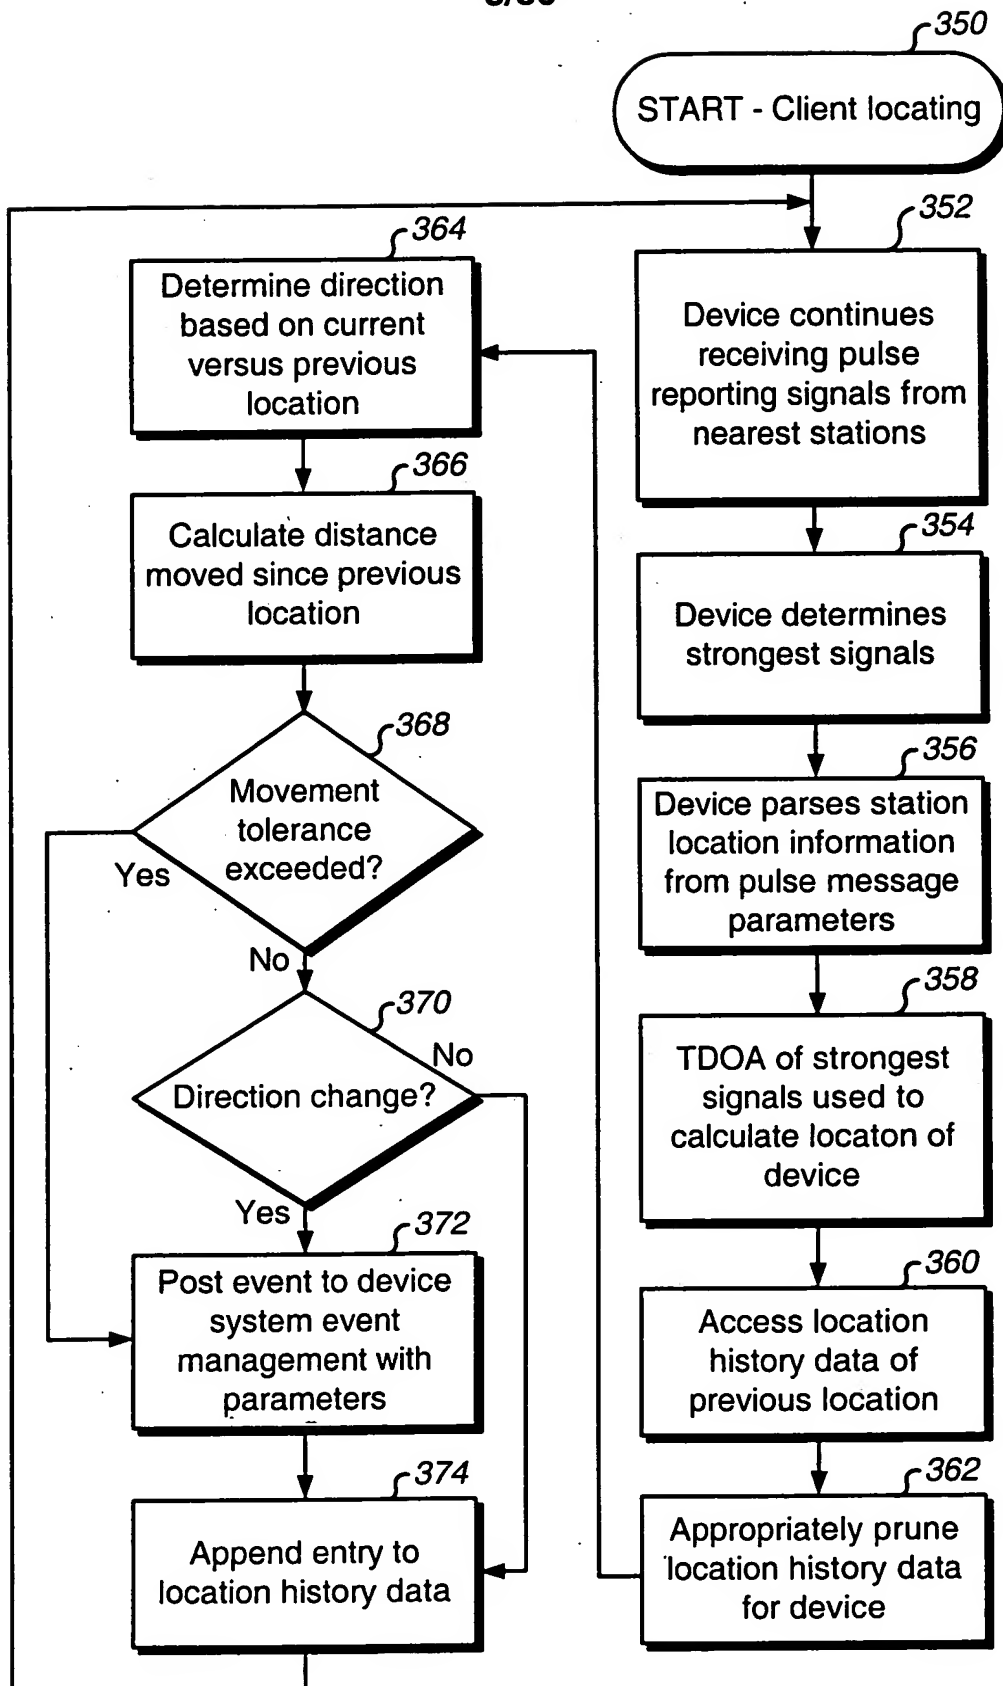 350
START - Client locating
352
Device continues
receiving pulse
reporting signals from
nearest stations
354
Device determines
strongest signals
356
Device parses station
location information
from pulse message
parameters
358
TDOA of strongest
signals used to
calculate locaton of
device
360
Access location
history data of
previous location
362
Appropriately prune
location history data
for device
364
Determine direction
based on current
versus previous
location
366
Calculate distance
moved since previous
location
368
Movement
tolerance
exceeded?
Yes
No
370
Direction change?
No
Yes
372
Post event to device
system event
management with
parameters
374
Append entry to
location history data